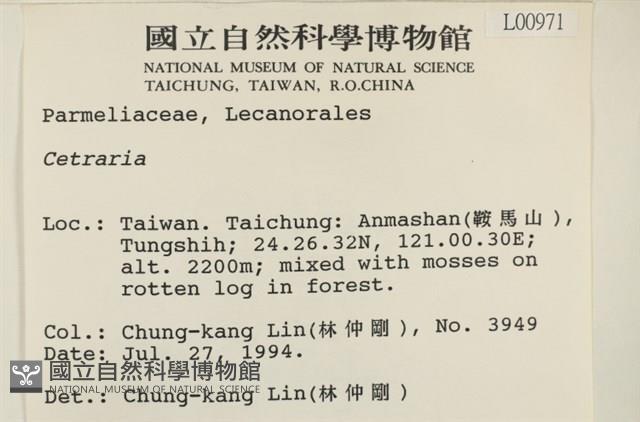 L00971
國立自然科學博物館
NATIONAL MUSEUM OF NATURAL SCIENCE
TAICHUNG, TAIWAN, R.O.CHINA
Parmeliaceae, Lecanorales
Cetraria
Loc.: Taiwan. Taichung: Anmashan(鞍馬山),
Tungshih; 24.26.32N, 121.00.30E;
alt. 2200m; mixed with mosses on
rotten log in forest.
Col.: Chung-kang Lin(林仲剛), No. 3949
Date: Jul. 27, 1994.
國立自然科學博物館
NATIONAL MUSEUM OF NATURAL SCIENCE
Det.: Chung-kang Lin(林仲剛)